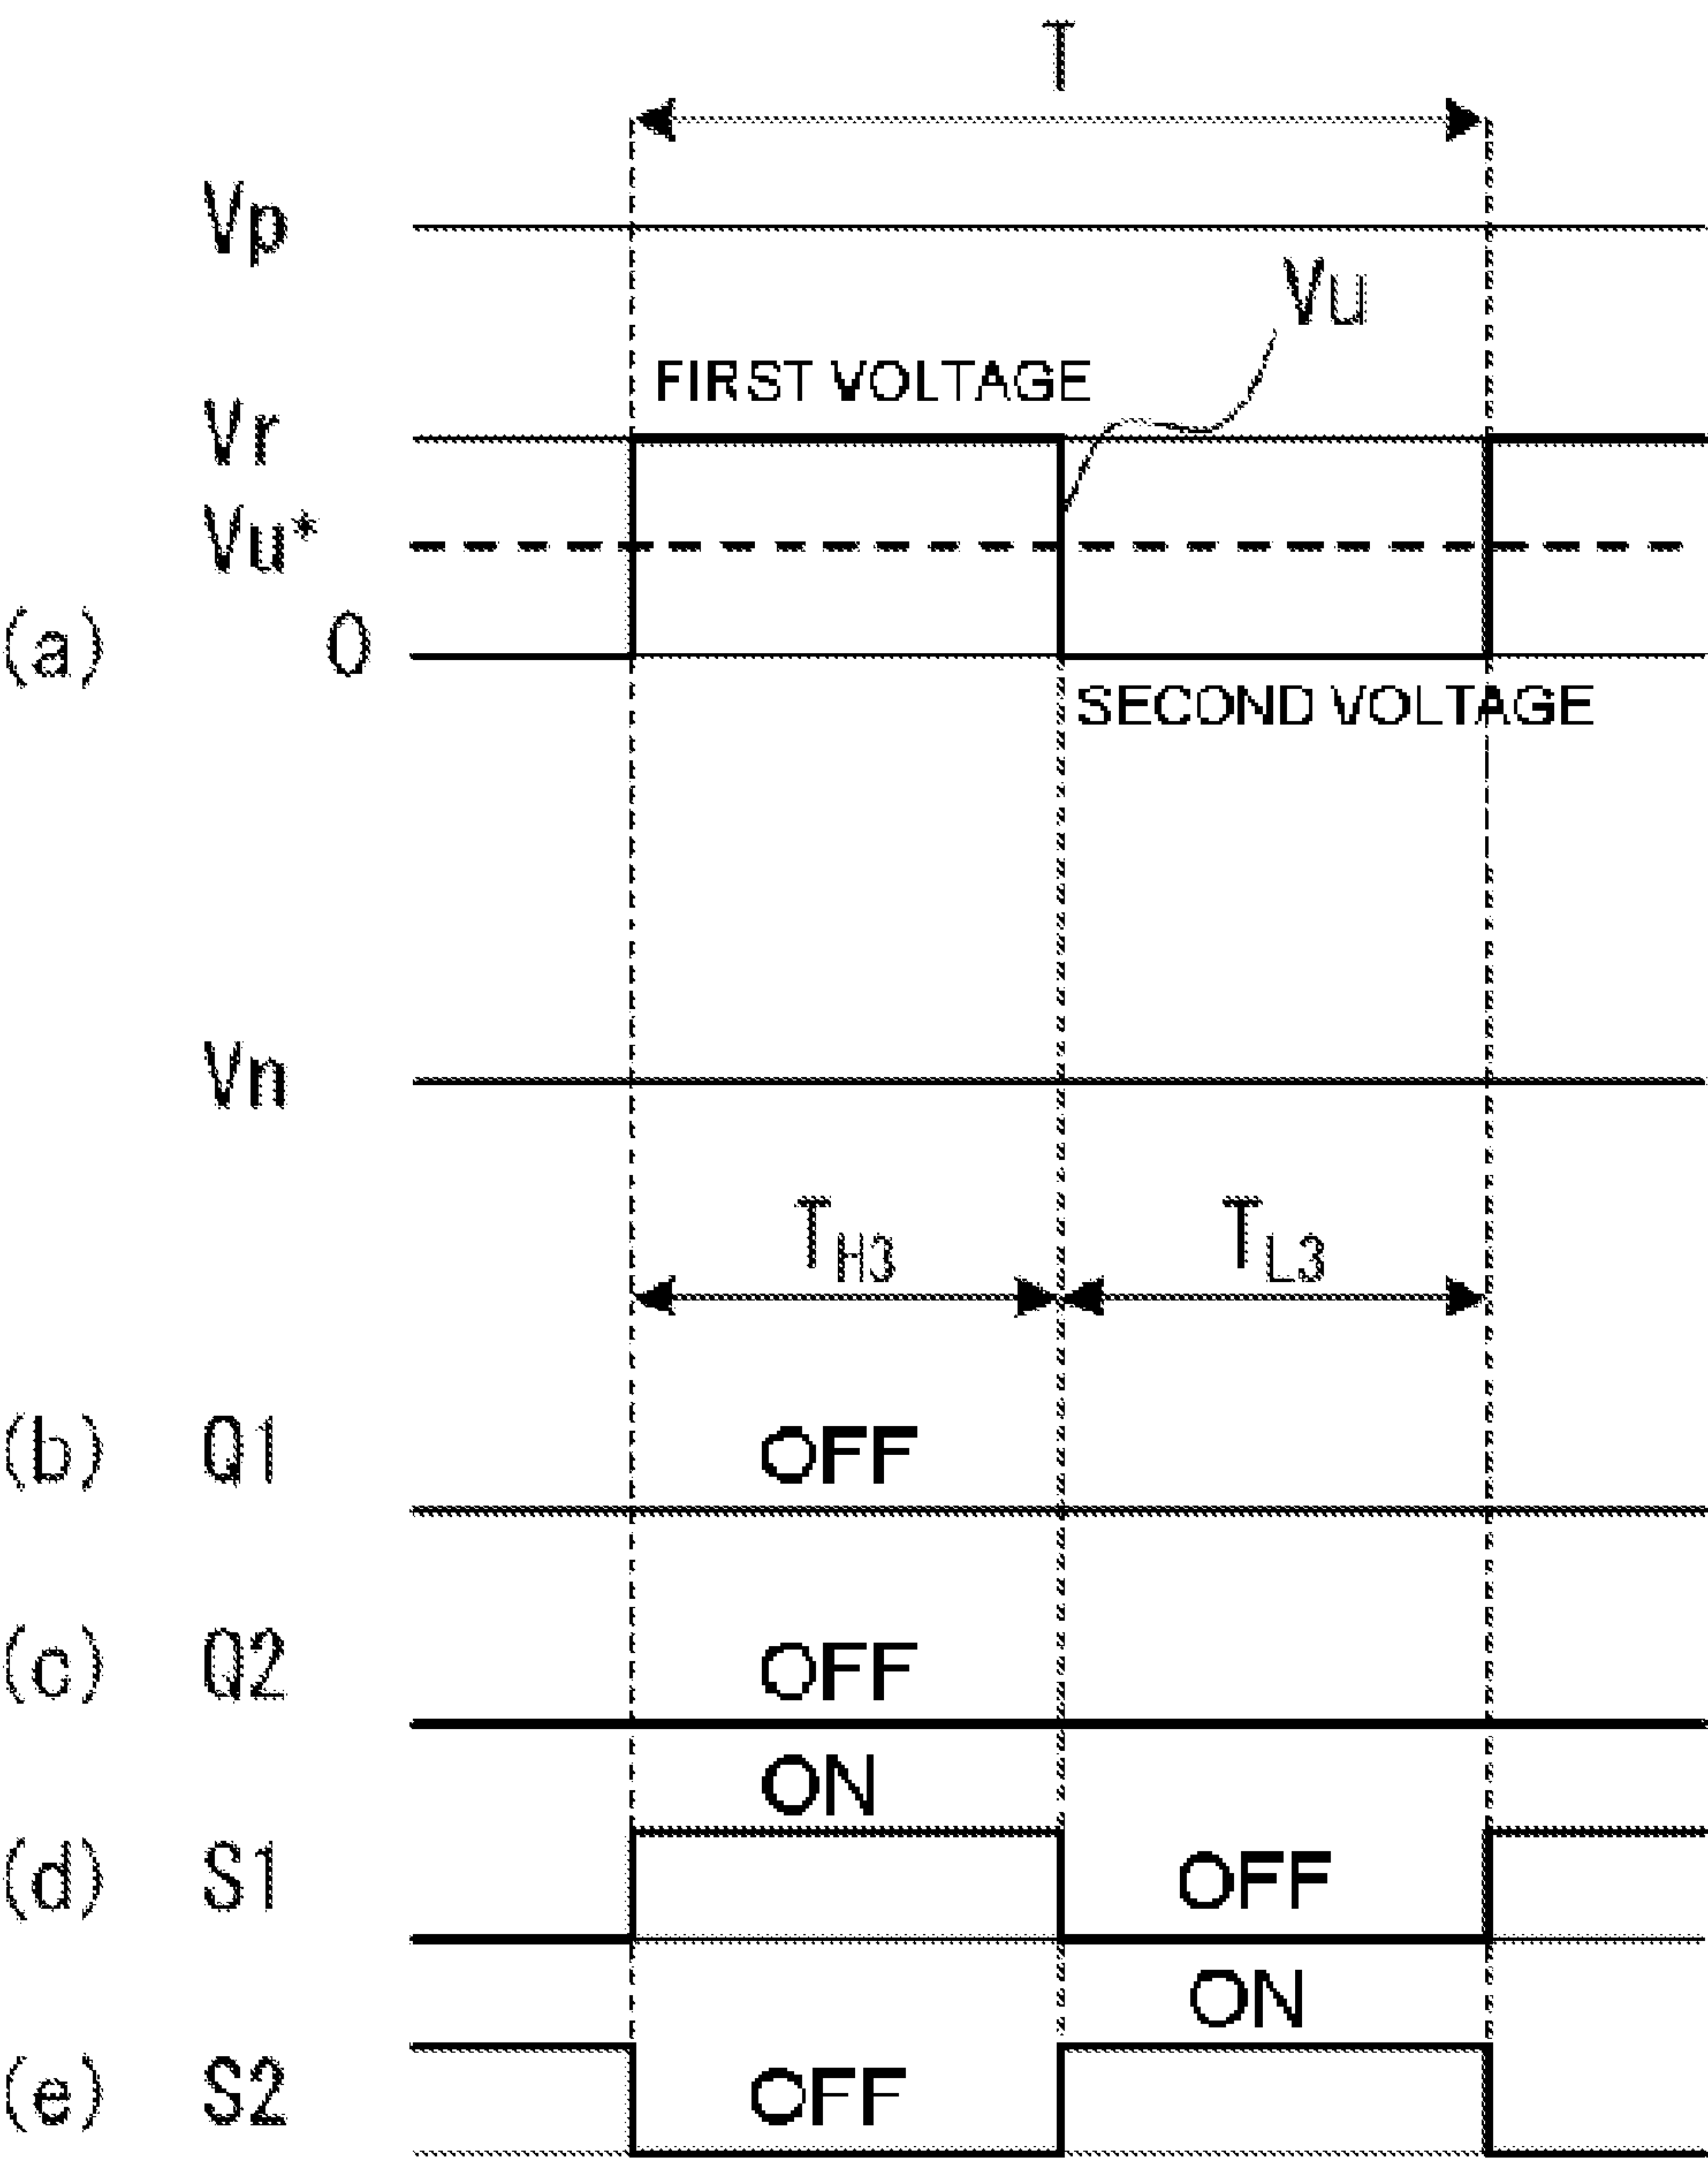 T
Vp
Vu
FIRST VOLTAGE
Vr
Vu*
(a) 0
SECOND VOLTAGE
Vn
TH3 TL3
(b) Q1 OFF
(c) Q2 OFF
ON
(d) S1 OFF
ON
(e) S2 OFF